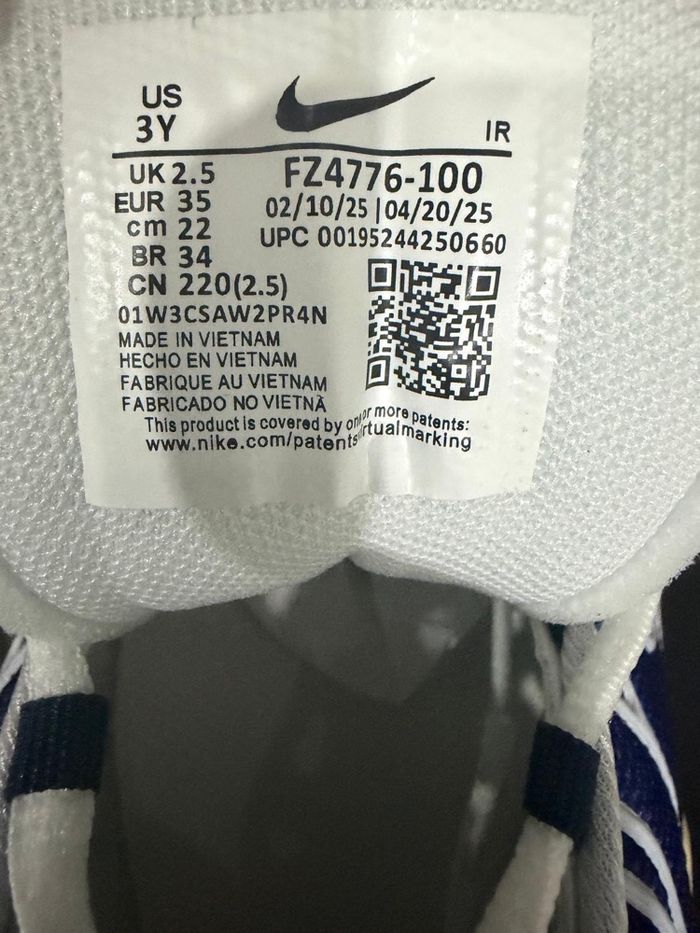 US
3Y
IR
UK 2.5
EUR 35
cm 22
BR 34
CN 220(2.5)
FZ4776-100
02/10/25 | 04/20/25
UPC 00195244250660
01W3CSAW2PR4N
MADE IN VIETNAM
HECHO EN VIETNAM
FABRIQUE AU VIETNAM
FABRICADO NO VIETNÃ
This product is covered by or more patents:
www.nike.com/patents